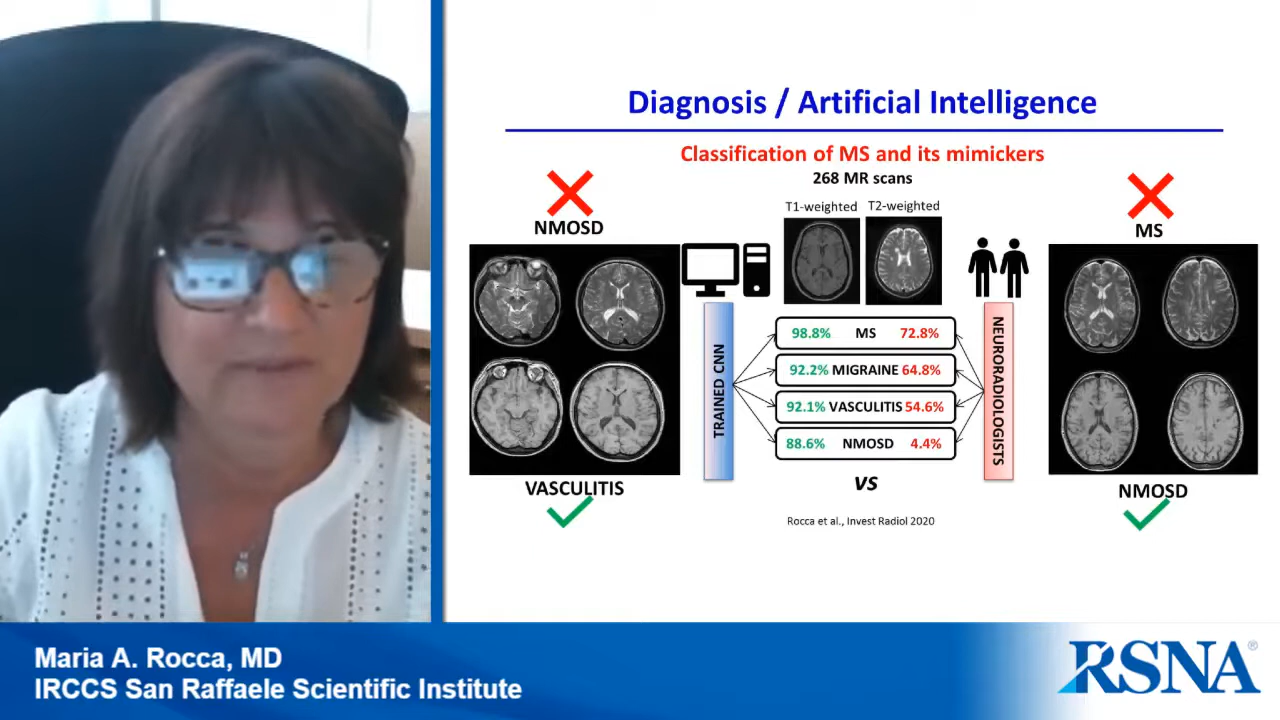 Diagnosis / Artificial Intelligence
Classification of MS and its mimickers
268 MR scans
T1-weighted T2-weighted
NMOSD
VASCULITIS
TRAINED CNN
98.8% MS 72.8%
92.2% MIGRAINE 64.8%
92.1% VASCULITIS 54.6%
88.6% NMOSD 4.4%
vs
NEURORADIOLOGISTS
MS
NMOSD
Rocca et al., Invest Radiol 2020
Maria A. Rocca, MD
IRCCS San Raffaele Scientific Institute
RSNA®